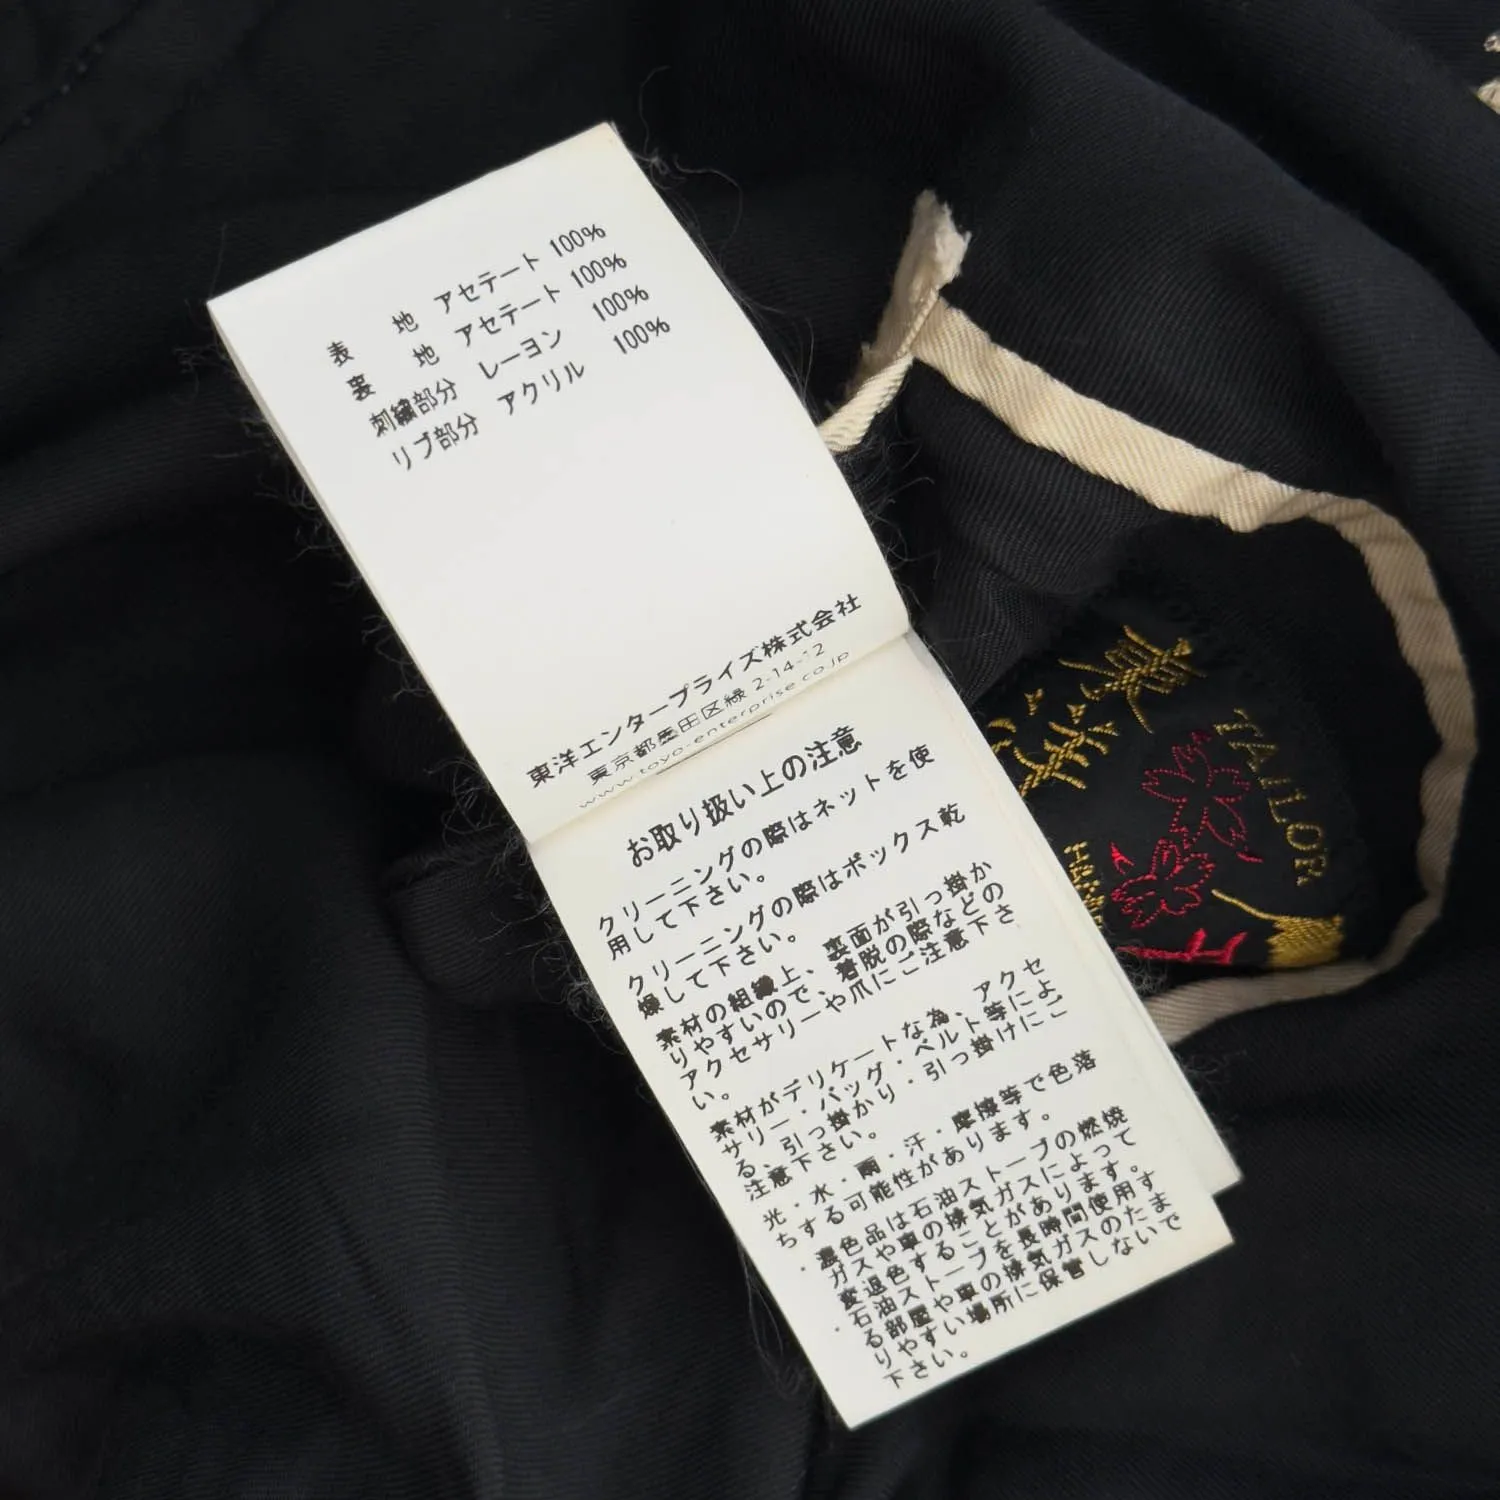 表 地 アセテート 100%
裏 地 アセテート 100%
刺繍部分 レーヨン 100%
リブ部分 アクリル 100%
東洋エンタープライズ株式会社
東京都墨田区緑 2-14-12
www.toyo-enterprise.co.jp
お取り扱い上の注意
クリーニングの際はネットを使
用して下さい。
クリーニングの際はボックス乾
燥して下さい。
素材の組織上、裏面が引っ掛か
りやすいので、着脱の際などの
アクセサリーや爪にご注意下さ
い。
素材がデリケートな為、アクセ
サリー・バッグ・ベルト等によ
る、引っ掛かり・引っ掛けにご
注意下さい。
光・水・雨・汗・摩擦等で色落
ちする可能性があります。
・濃色品は石油ストーブの燃焼
ガスや車の排気ガスによって
変退色することがあります。
・石油ストーブを長時間使用す
る部屋や車の排気ガスのたま
りやすい場所に保管しないで
下さい。
東洋
TAILOR